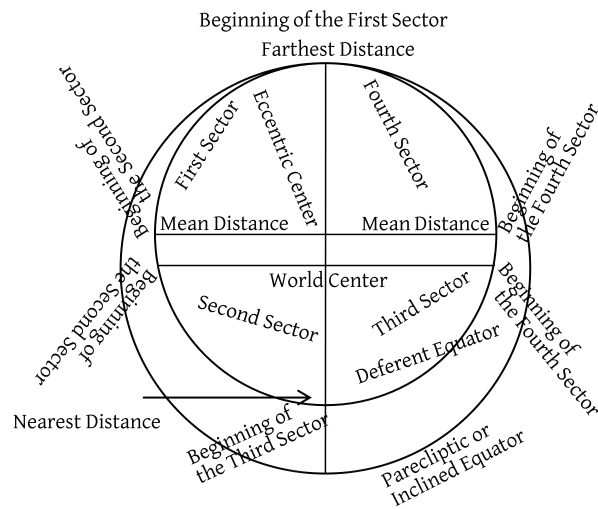 Beginning of the First Sector
Farthest Distance
Beginning of
the Second Sector
First Sector
Eccentric Center
Fourth Sector
Beginning of
the Fourth Sector
Mean Distance
Mean Distance
World Center
Beginning of
the Second Sector
Second Sector
Third Sector
Beginning of
the Fourth Sector
Deferent Equator
Nearest Distance
Beginning of
the Third Sector
Parecliptic or
Inclined Equator